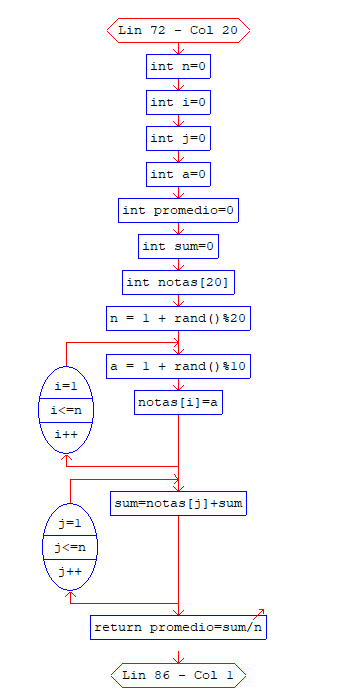 Lin 72 - Col 20
int n=0
int i=0
int j=0
int a=0
int promedio=0
int sum=0
int notas[20]
n = 1 + rand()%20
a = 1 + rand()%10
notas[i]=a
i=1
i<=n
i++
sum=notas[j]+sum
j=1
j<=n
j++
return promedio=sum/n
Lin 86 - Col 1